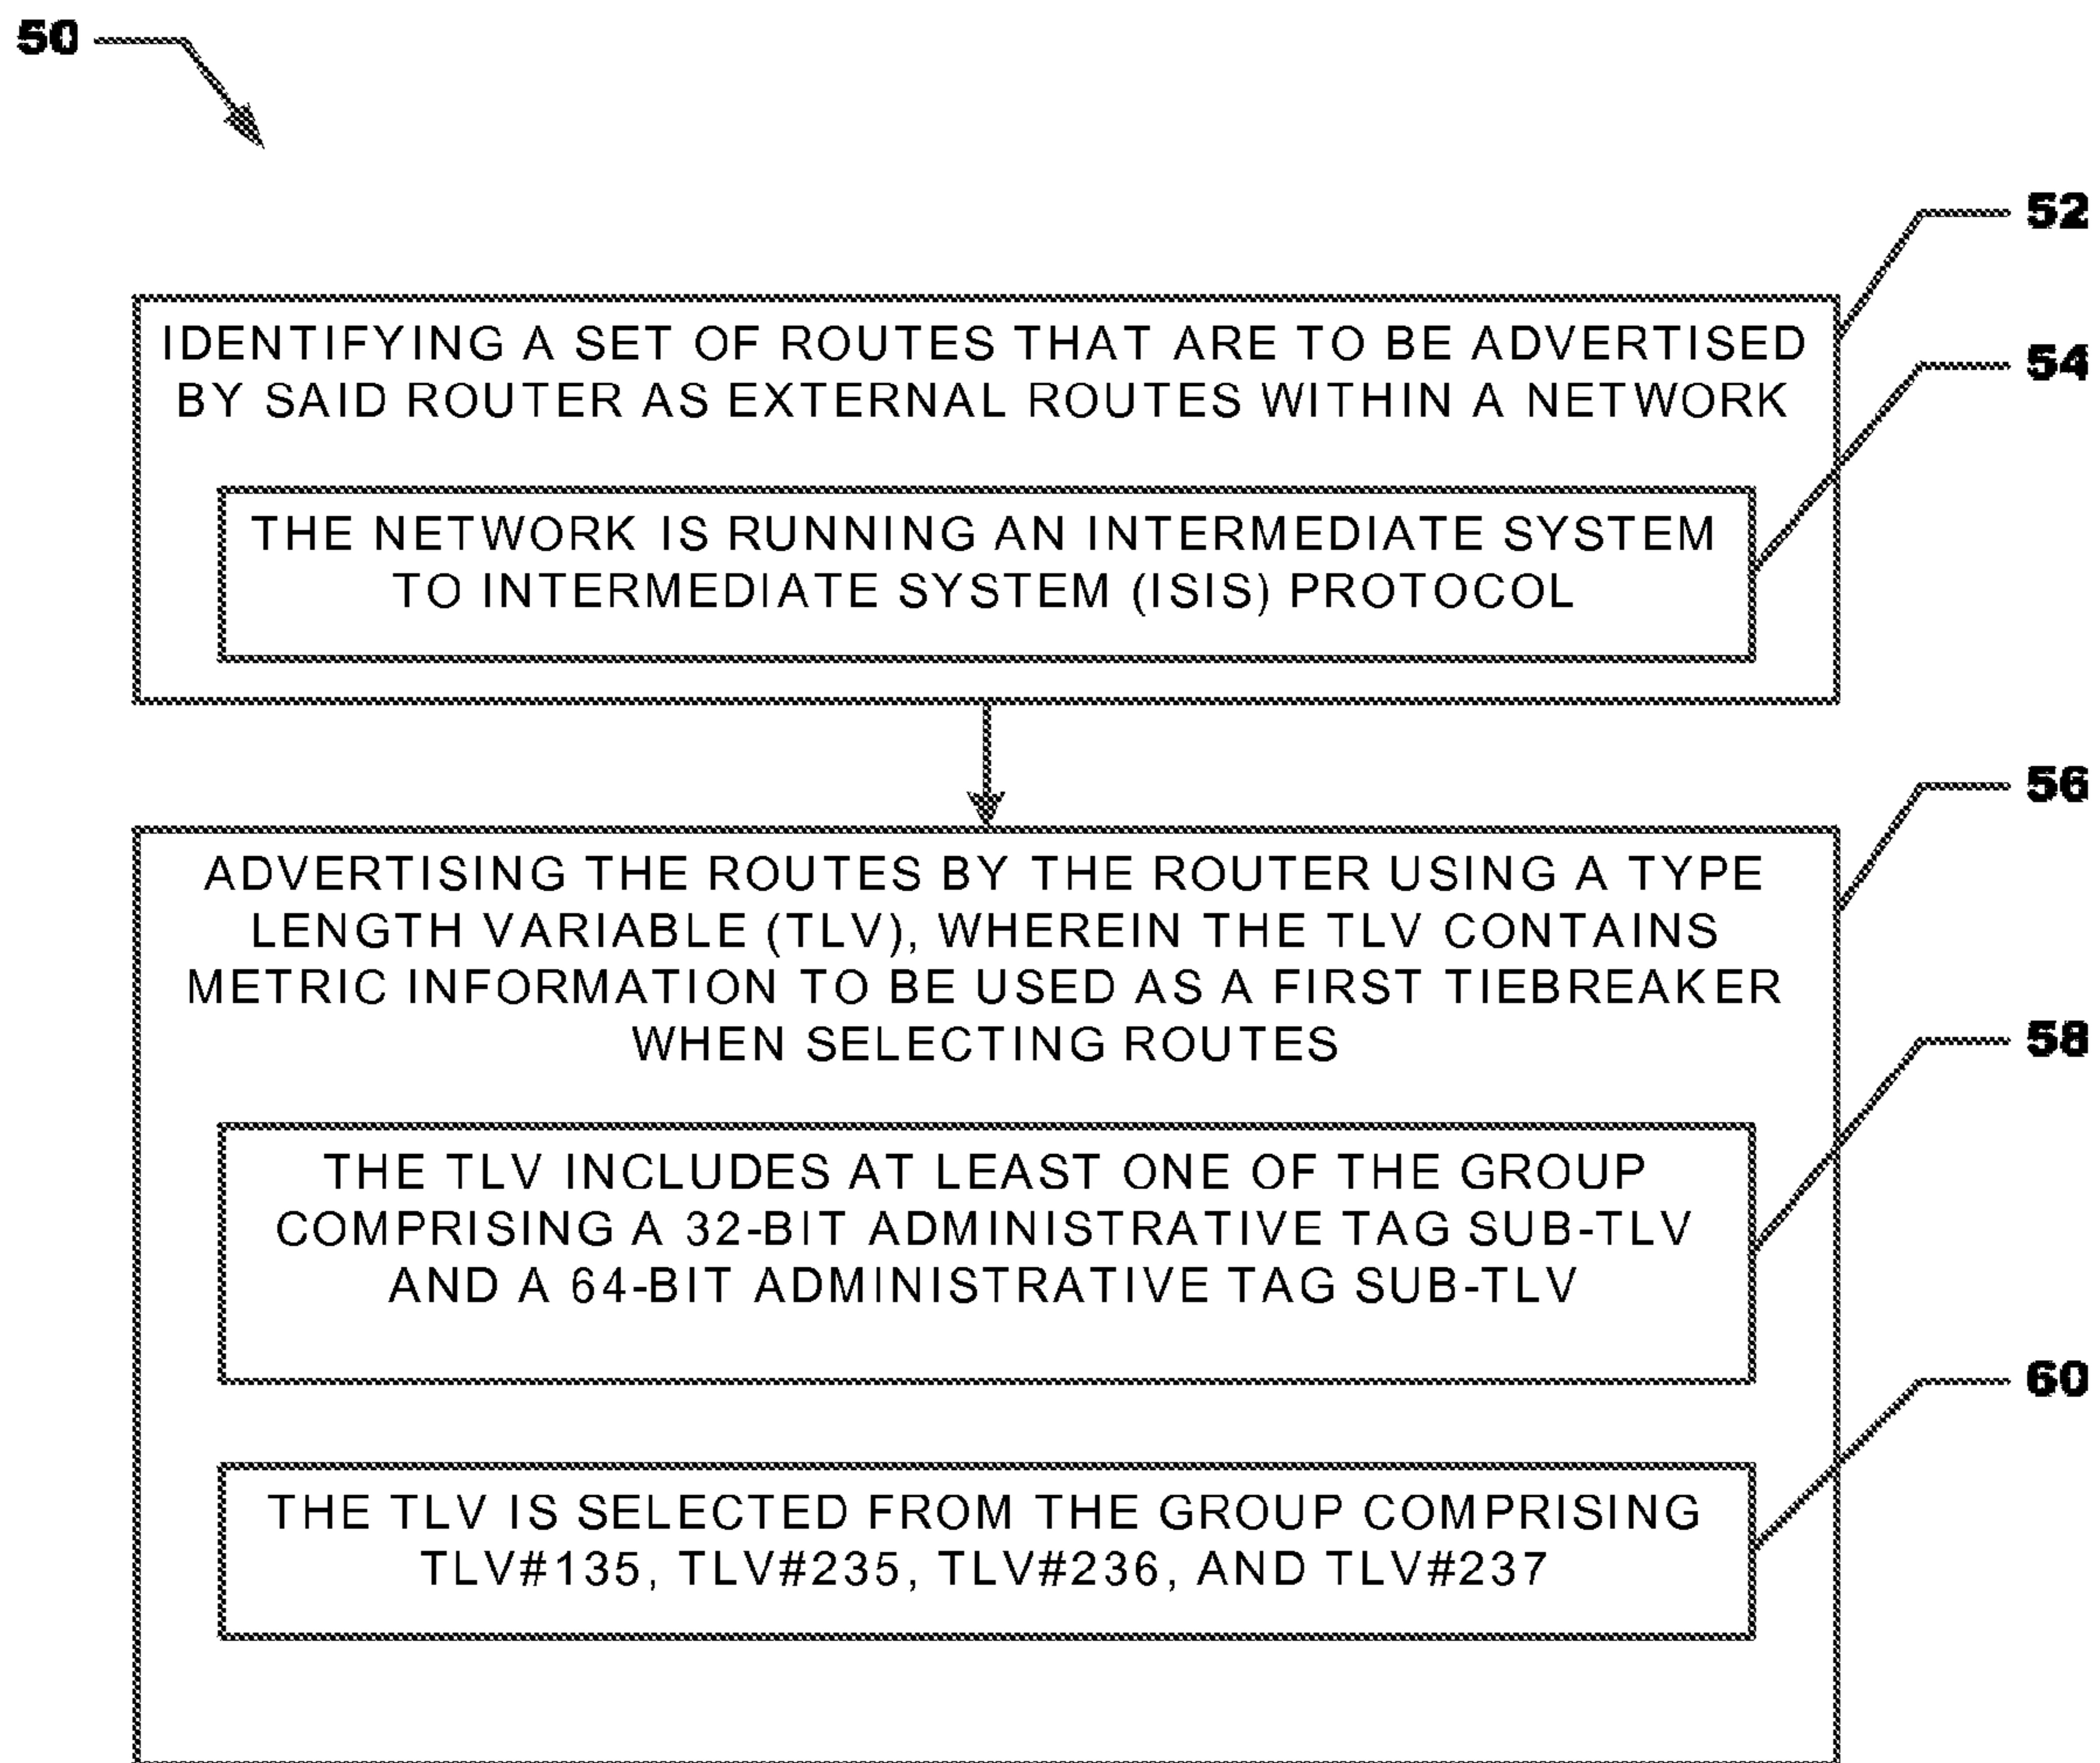 50
52
IDENTIFYING A SET OF ROUTES THAT ARE TO BE ADVERTISED
BY SAID ROUTER AS EXTERNAL ROUTES WITHIN A NETWORK
54
THE NETWORK IS RUNNING AN INTERMEDIATE SYSTEM
TO INTERMEDIATE SYSTEM (ISIS) PROTOCOL
56
ADVERTISING THE ROUTES BY THE ROUTER USING A TYPE
LENGTH VARIABLE (TLV), WHEREIN THE TLV CONTAINS
METRIC INFORMATION TO BE USED AS A FIRST TIEBREAKER
WHEN SELECTING ROUTES
58
THE TLV INCLUDES AT LEAST ONE OF THE GROUP
COMPRISING A 32-BIT ADMINISTRATIVE TAG SUB-TLV
AND A 64-BIT ADMINISTRATIVE TAG SUB-TLV
60
THE TLV IS SELECTED FROM THE GROUP COMPRISING
TLV#135, TLV#235, TLV#236, AND TLV#237